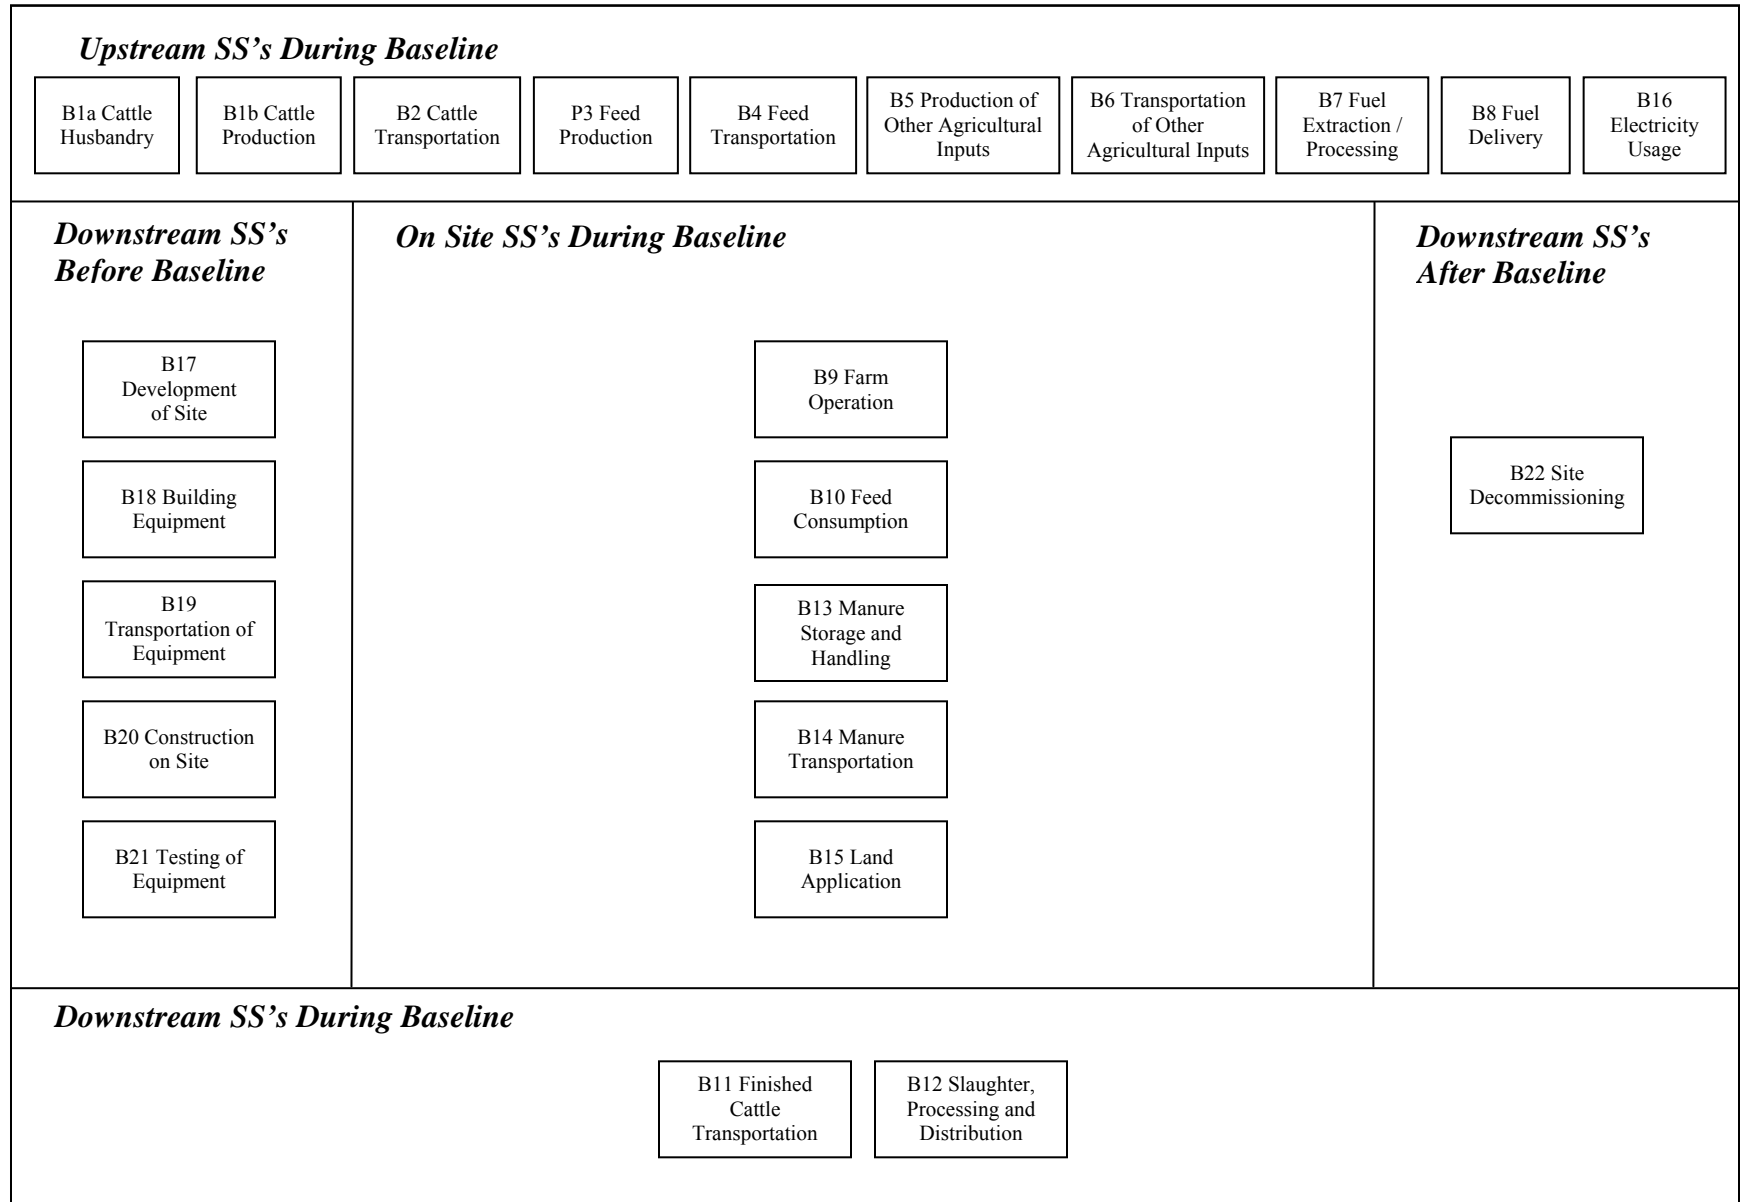 Upstream SS’s During Baseline
B1a Cattle
Husbandry
B1b Cattle
Production
B2 Cattle
Transportation
P3 Feed
Production
B4 Feed
Transportation
B5 Production of
Other Agricultural
Inputs
B6 Transportation
of Other
Agricultural Inputs
B7 Fuel
Extraction /
Processing
B8 Fuel
Delivery
B16
Electricity
Usage
Downstream SS’s
Before Baseline
B17
Development
of Site
B18 Building
Equipment
B19
Transportation of
Equipment
B20 Construction
on Site
B21 Testing of
Equipment
On Site SS’s During Baseline
B9 Farm
Operation
B10 Feed
Consumption
B13 Manure
Storage and
Handling
B14 Manure
Transportation
B15 Land
Application
Downstream SS’s
After Baseline
B22 Site
Decommissioning
Downstream SS’s During Baseline
B11 Finished
Cattle
Transportation
B12 Slaughter,
Processing and
Distribution